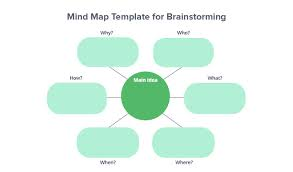 Mind Map Template for Brainstorming
Why?
Who?
Main Idea
How?
What?
When?
Where?